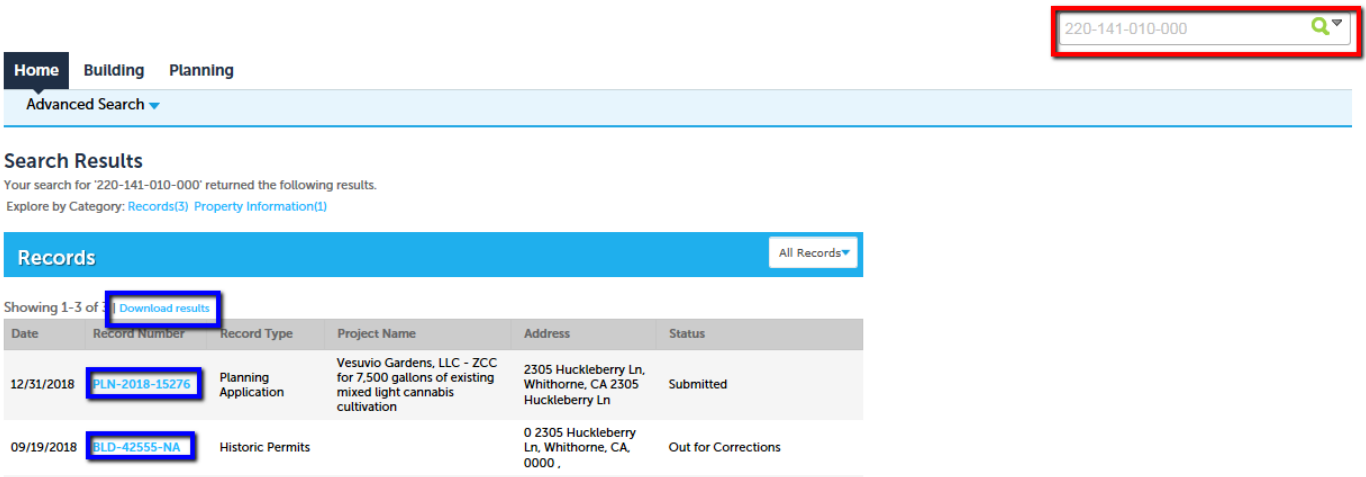 220-141-010-000
Home Building Planning
Advanced Search
Search Results
Your search for '220-141-010-000' returned the following results.
Explore by Category: Records(3) Property Information(1)
Records
All Records
Showing 1-3 of 3 | Download results
Date Record Number Record Type Project Name Address Status
12/31/2018 PLN-2018-15276 Planning Application Vesuvio Gardens, LLC - ZCC for 7,500 gallons of existing mixed light cannabis cultivation 2305 Huckleberry Ln, Whithorne, CA 2305 Huckleberry Ln Submitted
09/19/2018 BLD-42555-NA Historic Permits 0 2305 Huckleberry Ln, Whithorne, CA, 0000 , Out for Corrections